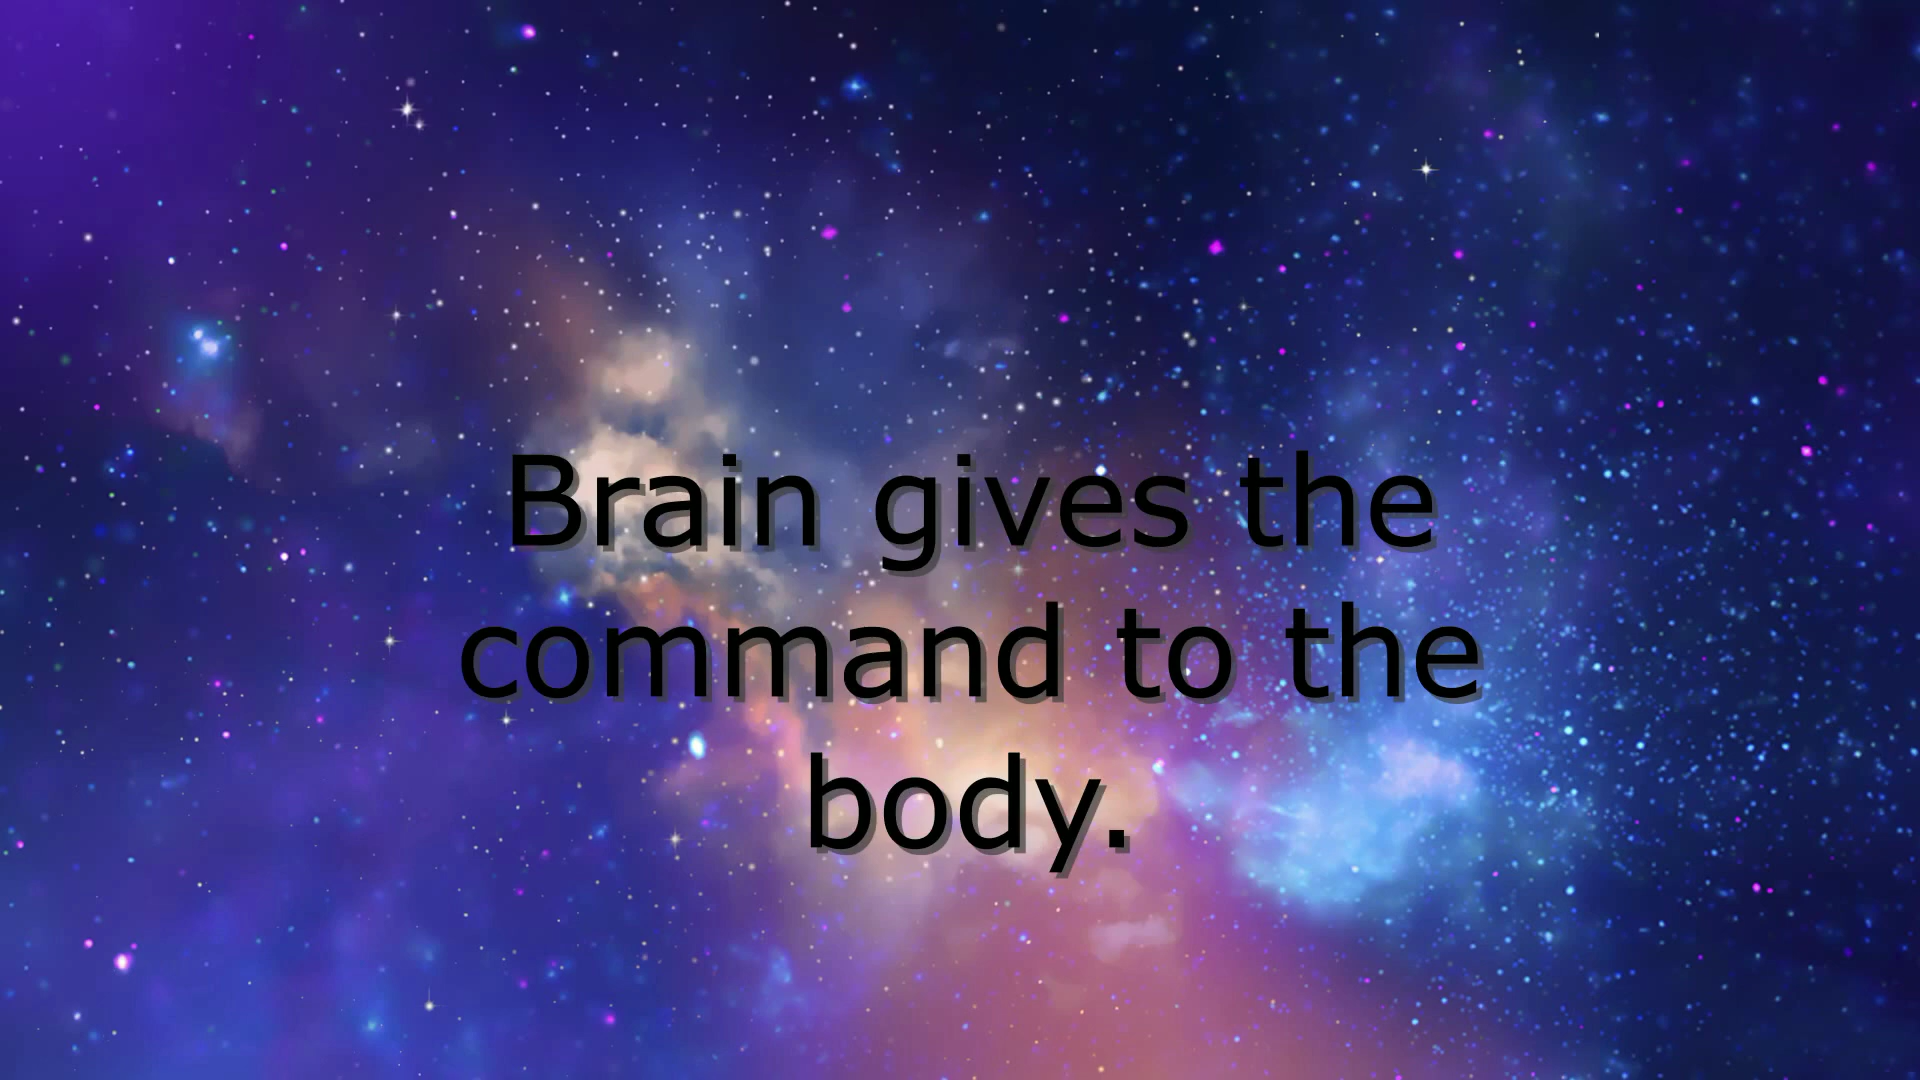 Brain gives the
command to the
body.